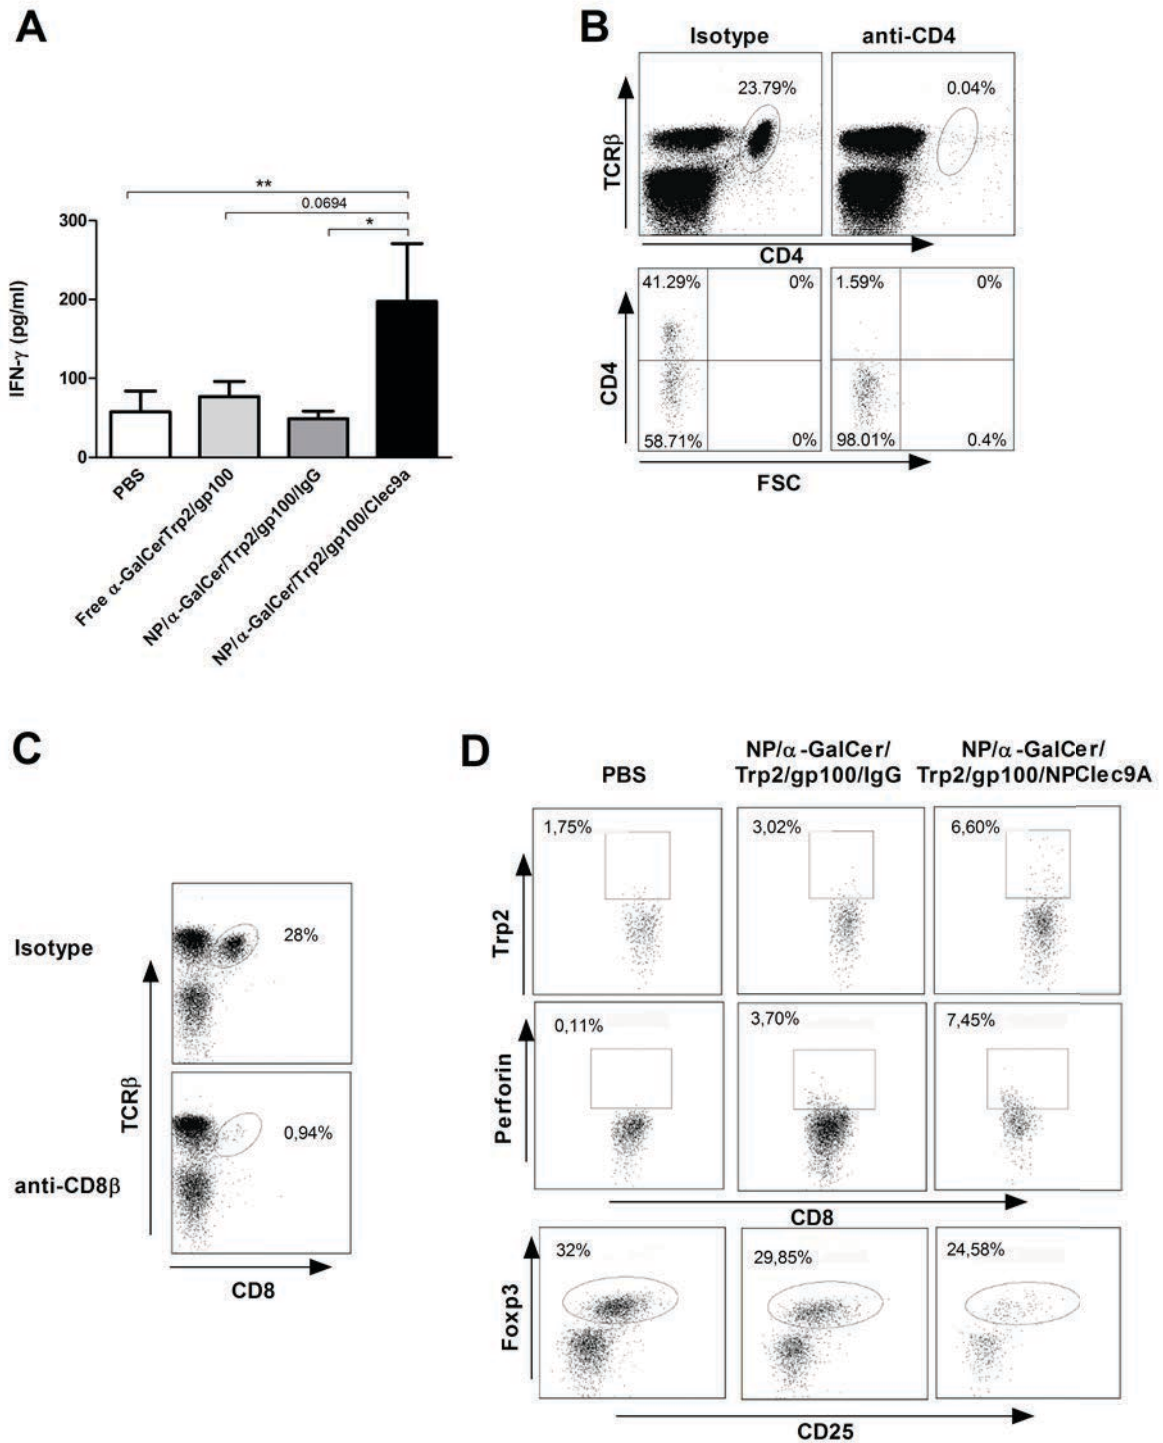 A
**
0.0694
*
300
200
100
0
IFN-γ (pg/ml)
PBS
Free α-GalCerTrp2/gp100
NP/α-GalCer/Trp2/gp100/IgG
NP/α-GalCer/Trp2/gp100/Clec9a
B
Isotype
anti-CD4
23.79%
0.04%
TCRβ
CD4
41.29%
0%
1.59%
0%
CD4
58.71%
0%
98.01%
0.4%
FSC
C
Isotype
28%
TCRβ
0,94%
anti-CD8β
CD8
D
PBS
NP/α-GalCer/
Trp2/gp100/IgG
NP/α-GalCer/
Trp2/gp100/NPClec9A
1,75%
3,02%
6,60%
Trp2
0,11%
3,70%
7,45%
Perforin
CD8
32%
29,85%
24,58%
Foxp3
CD25